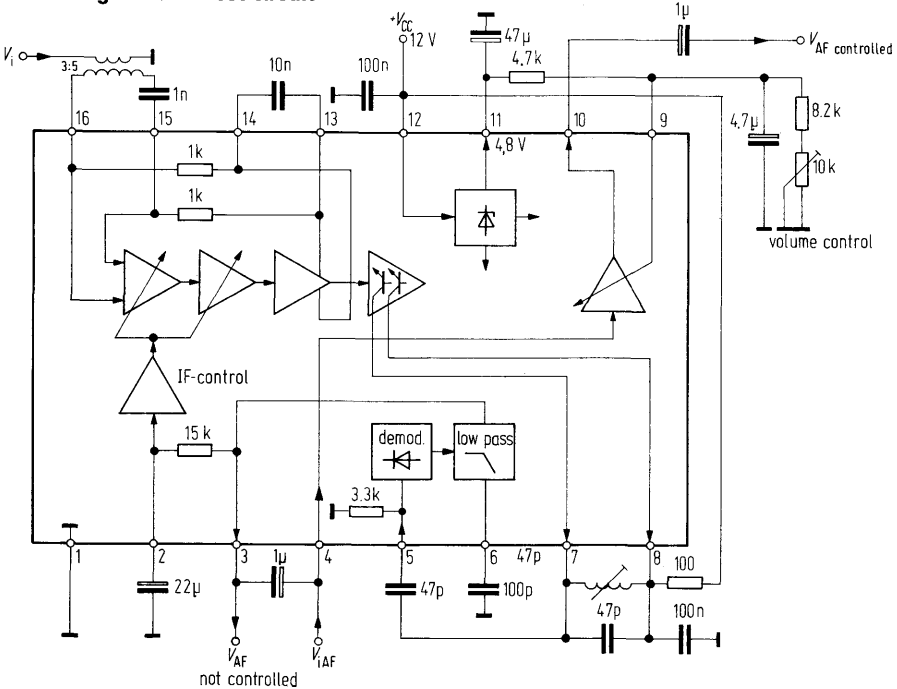 +VCC
12 V
1µ
VAF controlled
Vi
3:5
1n
10n
100n
47µ
4.7k
8.2k
4.7µ
10k
volume control
16
15
14
13
12
11
10
9
4,8 V
1k
1k
IF-control
15 k
demod.
low pass
3.3k
1
2
3
4
5
6
47p
7
8
22µ
1µ
47p
100p
47p
100
100n
VAF
not controlled
ViAF